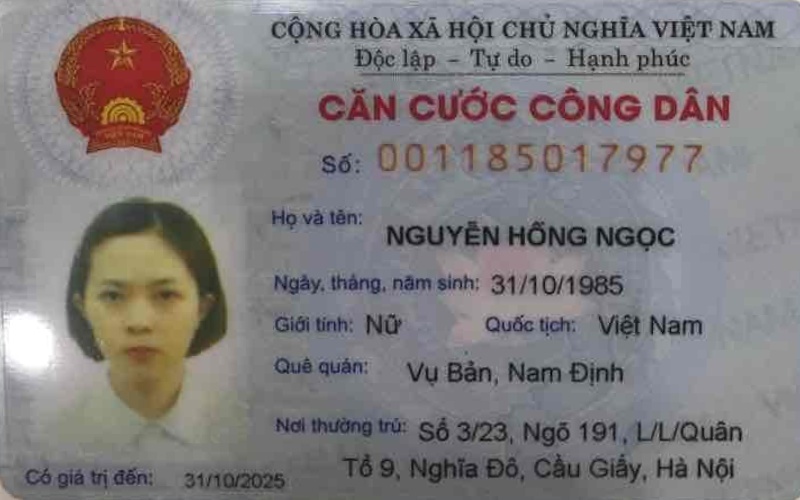 CỘNG HÒA XÃ HỘI CHỦ NGHĨA VIỆT NAM
Độc lập - Tự do - Hạnh phúc
CĂN CƯỚC CÔNG DÂN
Số: 001185017977
Họ và tên: NGUYỄN HỒNG NGỌC
Ngày, tháng, năm sinh: 31/10/1985
Giới tính: Nữ Quốc tịch: Việt Nam
Quê quán: Vụ Bản, Nam Định
Nơi thường trú: Số 3/23, Ngõ 191, L/L/Quân
Tổ 9, Nghĩa Đô, Cầu Giấy, Hà Nội
Có giá trị đến: 31/10/2025